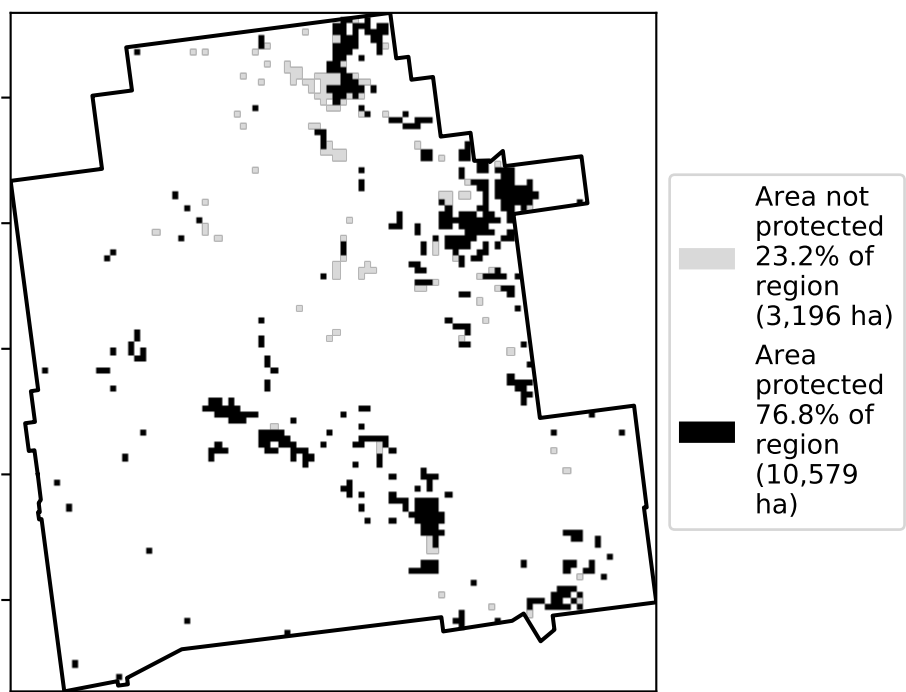 Area not
protected
23.2% of
region
(3,196 ha)
Area
protected
76.8% of
region
(10,579
ha)